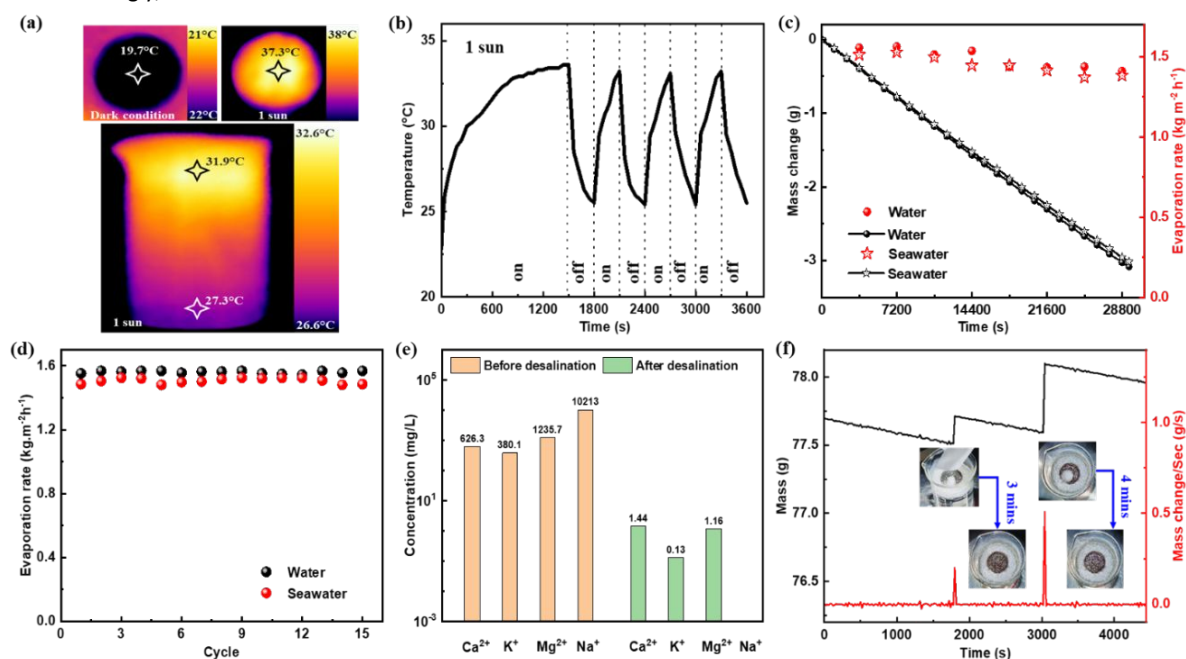 (a)
19.7°C
Dark condition
21°C
22°C
37.3°C
1 sun
38°C
31.9°C
27.3°C
1 sun
32.6°C
26.6°C
(b)
1 sun
Temperature (°C)
35
30
25
20
on
off
on
off
on
off
on
off
0 600 1200 1800 2400 3000 3600
Time (s)
(c)
Mass change (g)
0
-1
-2
-3
Water
Water
Seawater
Seawater
0 7200 14400 21600 28800
Time (s)
1.5
1.0
0.5
0.0
Evaporation rate (kg m⁻² h⁻¹)
(d)
Evaporation rate (kg.m⁻²h⁻¹)
1.6
1.2
0.8
0.4
0.0
Water
Seawater
0 3 6 9 12 15
Cycle
(e)
Before desalination
After desalination
Concentration (mg/L)
10⁵
10¹
10⁻³
626.3
380.1
1235.7
10213
1.44
0.13
1.16
Ca²⁺ K⁺ Mg²⁺ Na⁺ Ca²⁺ K⁺ Mg²⁺ Na⁺
(f)
Mass (g)
78.0
77.5
77.0
76.5
3 mins
4 mins
0 1000 2000 3000 4000
Time (s)
1.0
0.5
0.0
Mass change/Sec (g/s)